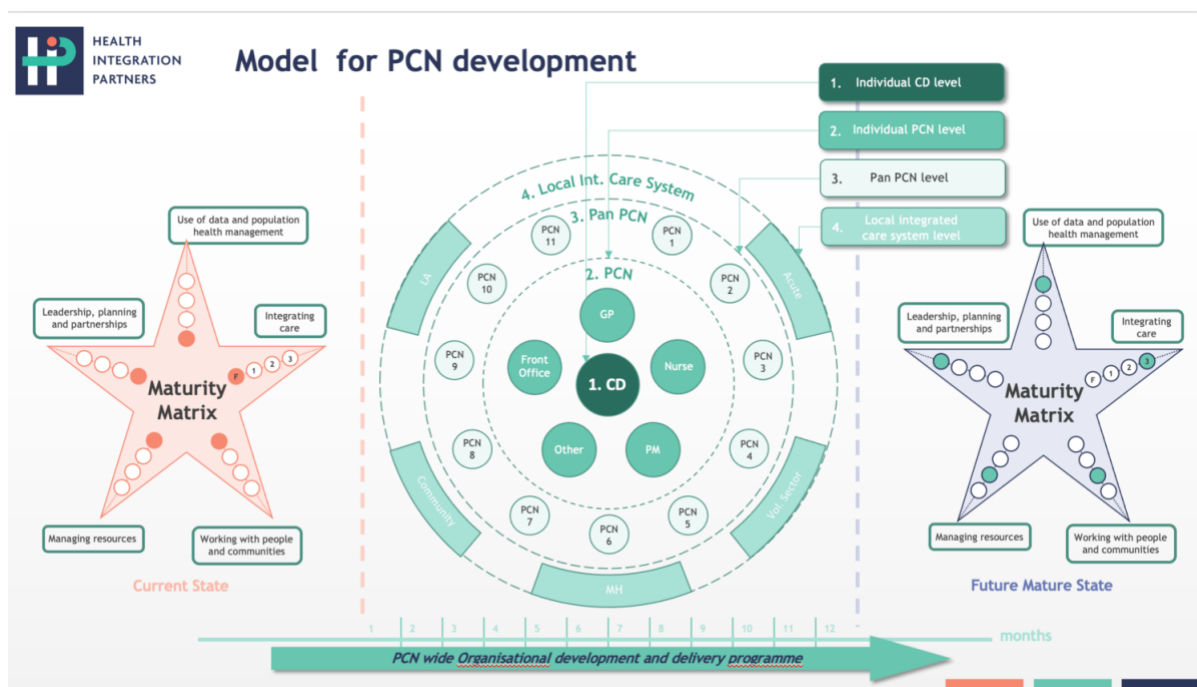 HEALTH
INTEGRATION
PARTNERS
Model for PCN development
1. Individual CD level
2. Individual PCN level
3. Pan PCN level
4. Local integrated
care system level
Use of data and population
health management
Leadership, planning
and partnerships
Integrating
care
F 1 2 3
Maturity
Matrix
Managing resources
Working with people
and communities
Current State
4. Local Int. Care System
3. Pan PCN
2. PCN
1. CD
GP
Nurse
PM
Other
Front
Office
PCN
1
PCN
2
PCN
3
PCN
4
PCN
5
PCN
6
PCN
7
PCN
8
PCN
9
PCN
10
PCN
11
LA
Acute
Vol. Sector
MH
Community
Use of data and population
health management
Leadership, planning
and partnerships
Integrating
care
F 1 2 3
Maturity
Matrix
Managing resources
Working with people
and communities
Future Mature State
1 2 3 4 5 6 7 8 9 10 11 12
months
PCN wide Organisational development and delivery programme